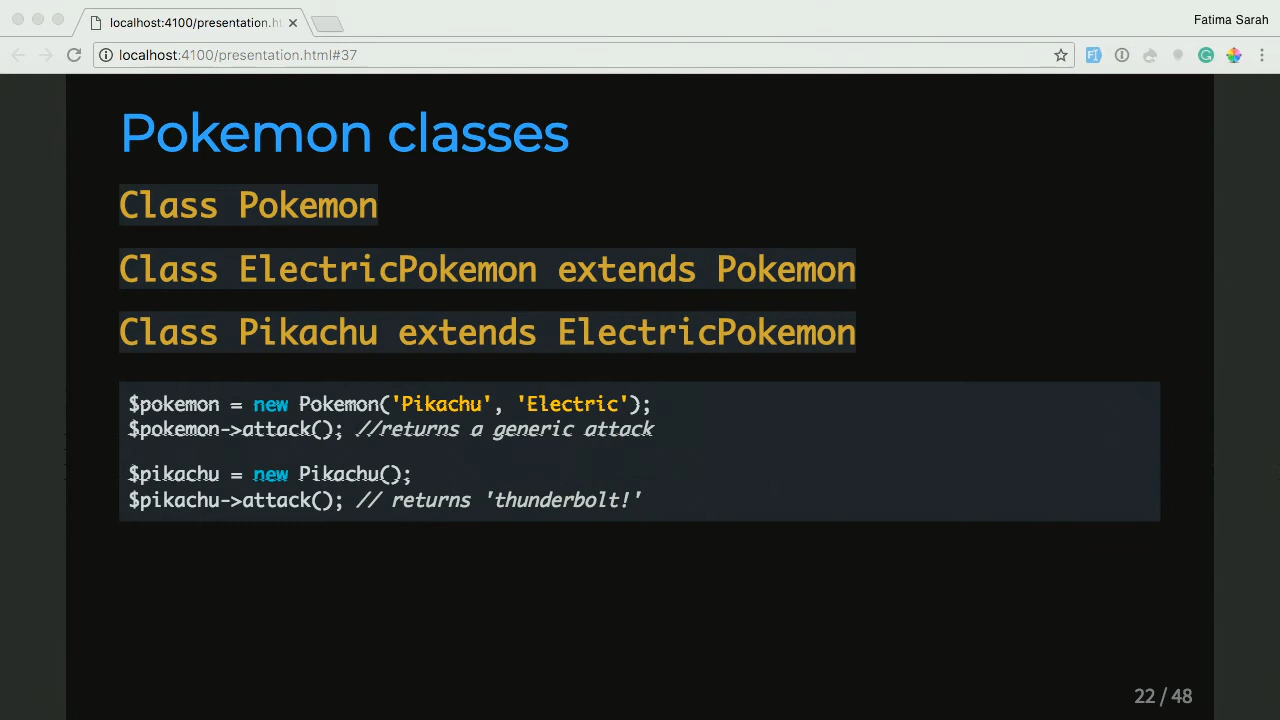 localhost:4100/presentation.h
Fatima Sarah
localhost:4100/presentation.html#37
Pokemon classes
Class Pokemon
Class ElectricPokemon extends Pokemon
Class Pikachu extends ElectricPokemon
$pokemon = new Pokemon('Pikachu', 'Electric');
$pokemon->attack(); //returns a generic attack
$pikachu = new Pikachu();
$pikachu->attack(); // returns 'thunderbolt!'
22 / 48